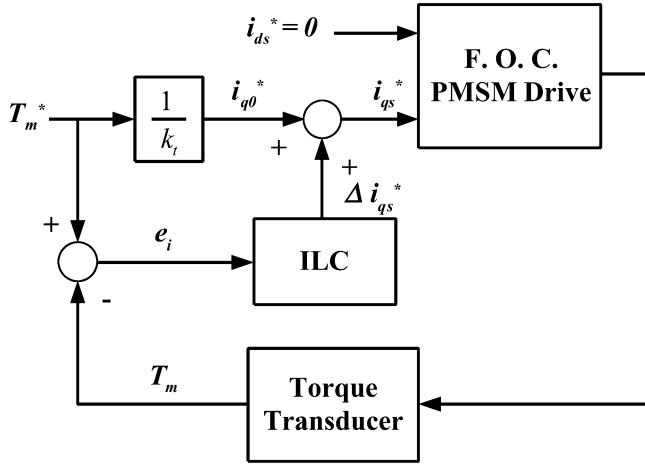 i_ds* = 0
F. O. C.
PMSM Drive
T_m*
1
k_t
i_q0*
i_qs*
+
+
Δ i_qs*
+
e_i
ILC
-
T_m
Torque
Transducer